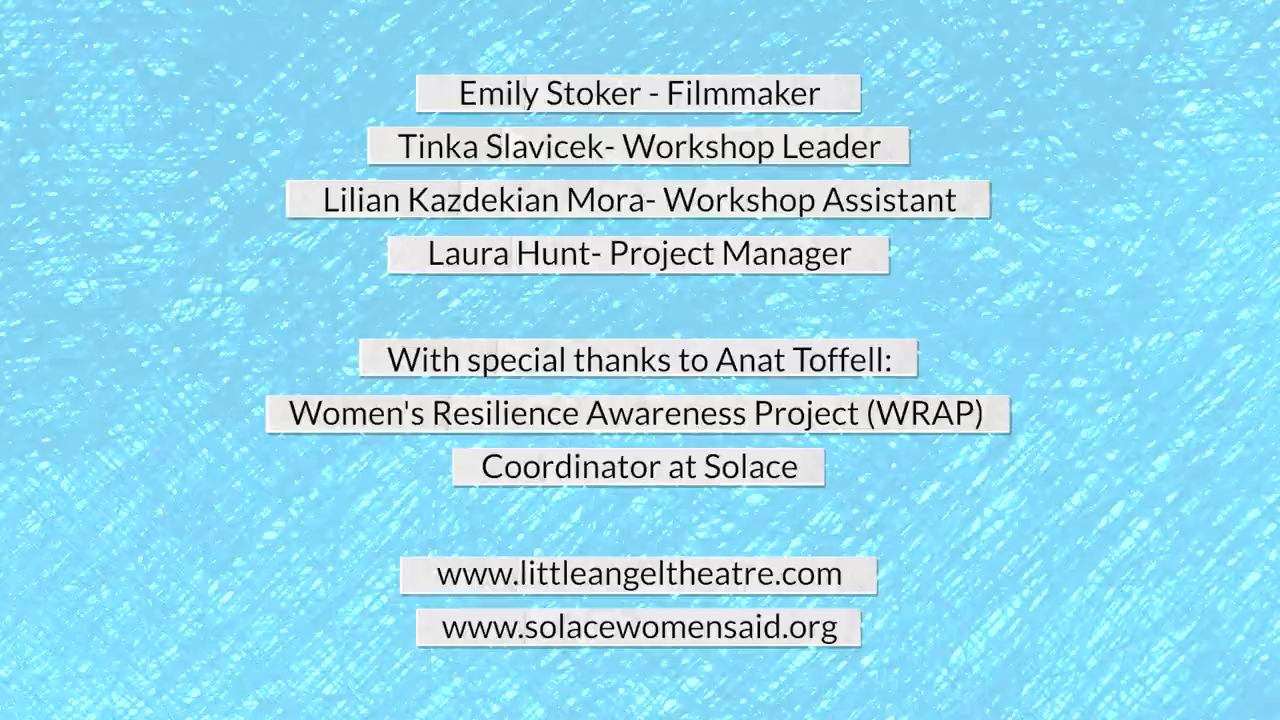 Emily Stoker - Filmmaker
Tinka Slavicek- Workshop Leader
Lilian Kazdekian Mora- Workshop Assistant
Laura Hunt- Project Manager
With special thanks to Anat Toffell:
Women's Resilience Awareness Project (WRAP)
Coordinator at Solace
www.littleangeltheatre.com
www.solacewomensaid.org